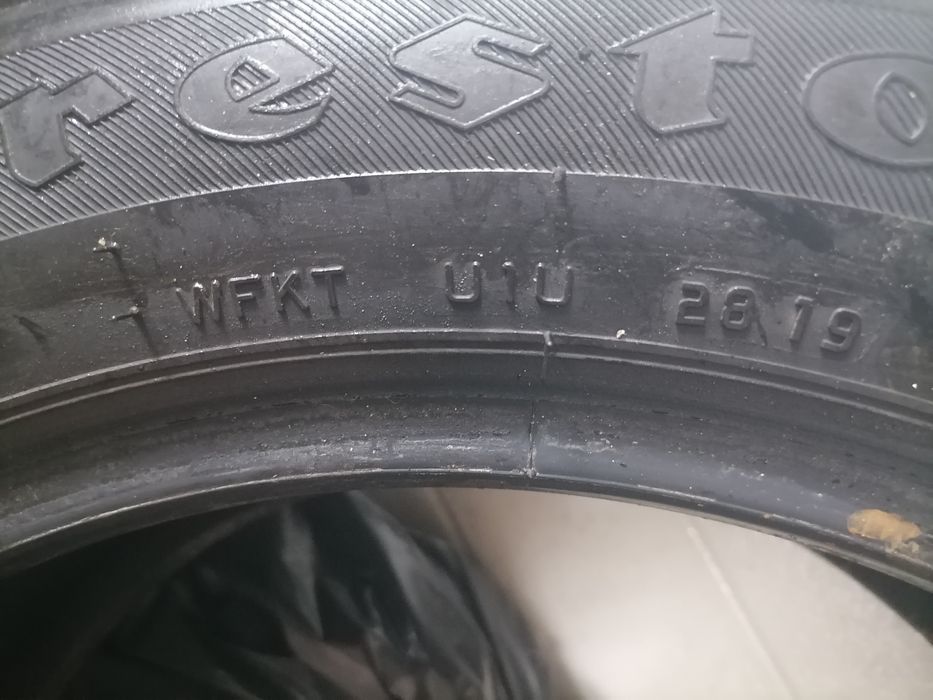 resto
WFKT U1U 2819